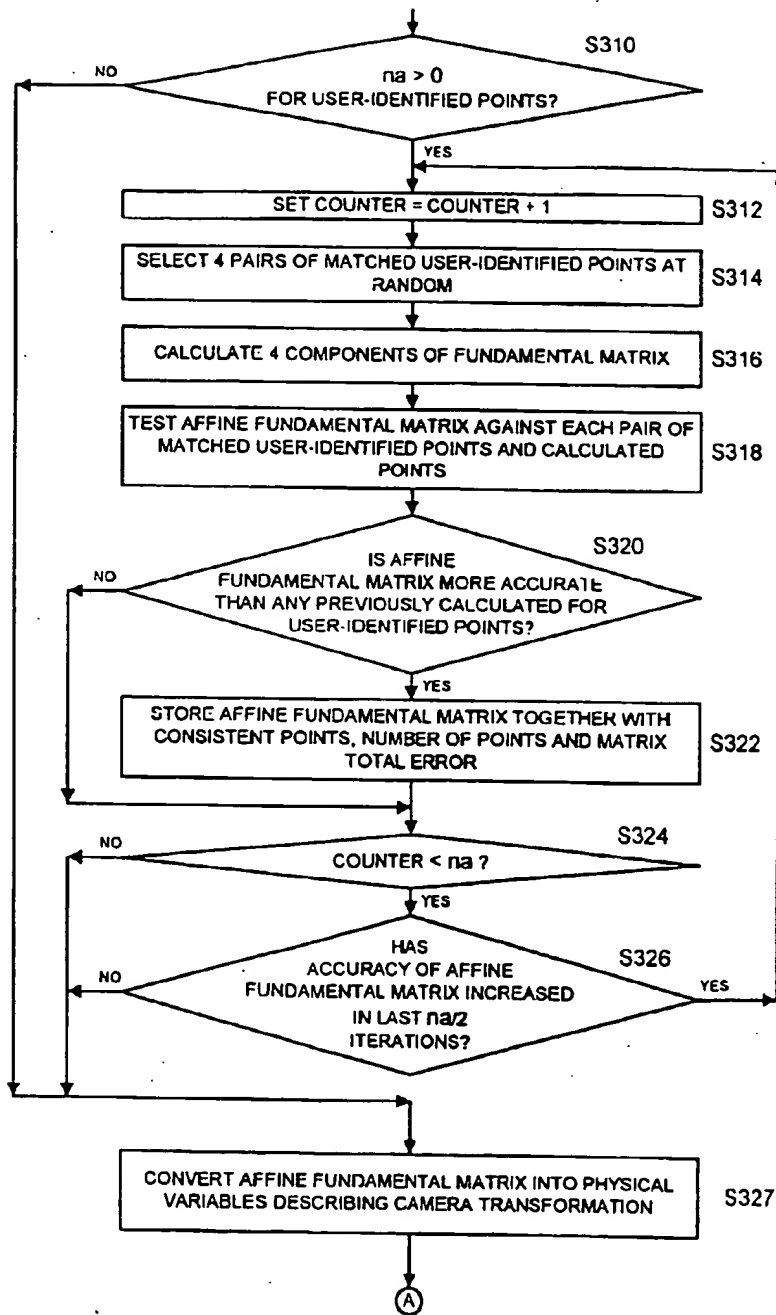 S310
na > 0
FOR USER-IDENTIFIED POINTS?
NO
YES
SET COUNTER = COUNTER + 1
S312
SELECT 4 PAIRS OF MATCHED USER-IDENTIFIED POINTS AT
RANDOM
S314
CALCULATE 4 COMPONENTS OF FUNDAMENTAL MATRIX
S316
TEST AFFINE FUNDAMENTAL MATRIX AGAINST EACH PAIR OF
MATCHED USER-IDENTIFIED POINTS AND CALCULATED
POINTS
S318
S320
IS AFFINE
FUNDAMENTAL MATRIX MORE ACCURATE
THAN ANY PREVIOUSLY CALCULATED FOR
USER-IDENTIFIED POINTS?
NO
YES
STORE AFFINE FUNDAMENTAL MATRIX TOGETHER WITH
CONSISTENT POINTS, NUMBER OF POINTS AND MATRIX
TOTAL ERROR
S322
S324
NO
COUNTER < na ?
YES
S326
HAS
ACCURACY OF AFFINE
FUNDAMENTAL MATRIX INCREASED
IN LAST na/2
ITERATIONS?
NO
YES
CONVERT AFFINE FUNDAMENTAL MATRIX INTO PHYSICAL
VARIABLES DESCRIBING CAMERA TRANSFORMATION
S327
A